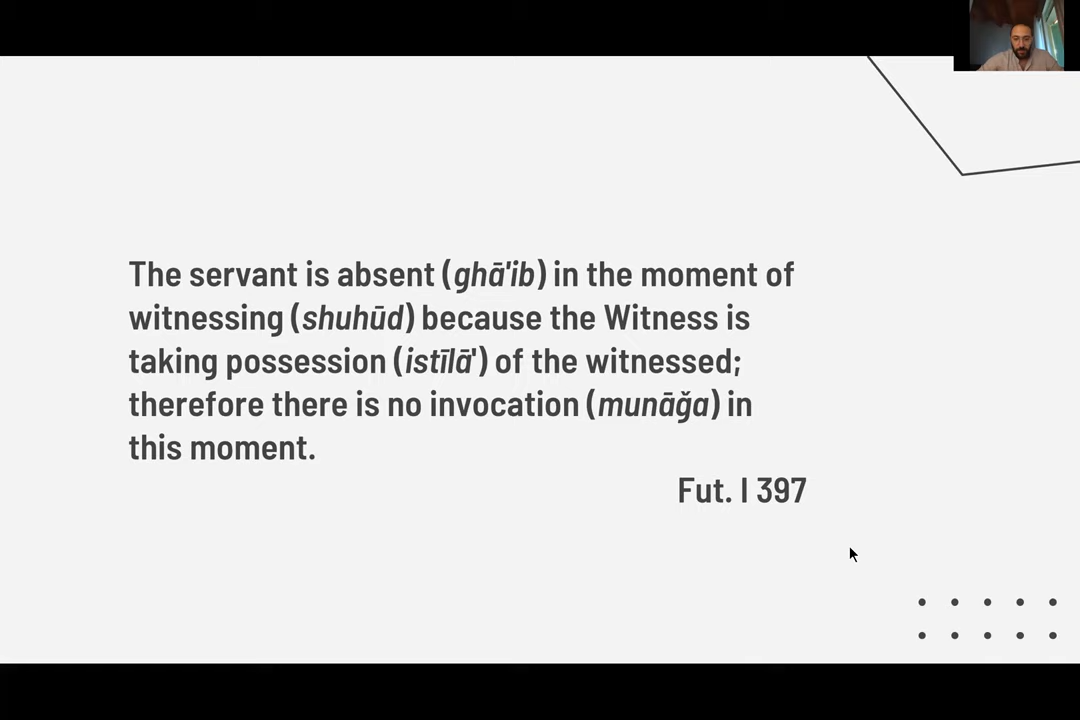 The servant is absent (ghā'ib) in the moment of
witnessing (shuhūd) because the Witness is
taking possession (istīlā') of the witnessed;
therefore there is no invocation (munāǧa) in
this moment.
Fut. I 397